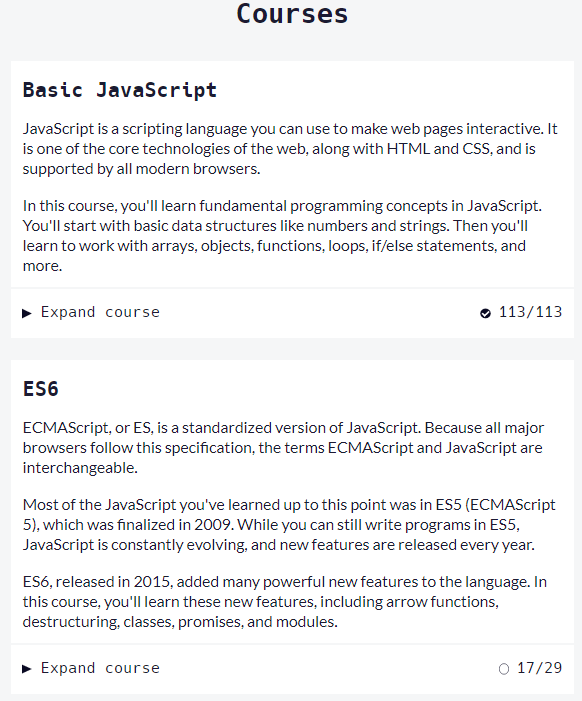 Courses
Basic JavaScript
JavaScript is a scripting language you can use to make web pages interactive. It
is one of the core technologies of the web, along with HTML and CSS, and is
supported by all modern browsers.
In this course, you'll learn fundamental programming concepts in JavaScript.
You'll start with basic data structures like numbers and strings. Then you'll
learn to work with arrays, objects, functions, loops, if/else statements, and
more.
▶ Expand course 113/113
ES6
ECMAScript, or ES, is a standardized version of JavaScript. Because all major
browsers follow this specification, the terms ECMAScript and JavaScript are
interchangeable.
Most of the JavaScript you've learned up to this point was in ES5 (ECMAScript
5), which was finalized in 2009. While you can still write programs in ES5,
JavaScript is constantly evolving, and new features are released every year.
ES6, released in 2015, added many powerful new features to the language. In
this course, you'll learn these new features, including arrow functions,
destructuring, classes, promises, and modules.
▶ Expand course 17/29